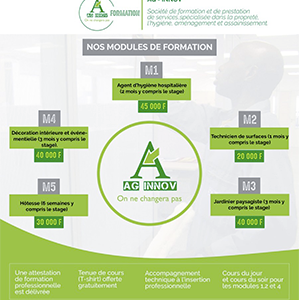 AG INNOV
FORMATION
AG - INNOV
Société de formation et de prestation
de services, spécialisée dans la propreté,
l'hygiène, aménagement et assainissement.
NOS MODULES DE FORMATION
M1
Agent d'hygiène hospitalière
(2 mois y compris le stage)
45 000 F
M4
Décoration intérieure et événe-
mentielle (3 mois y compris le
stage)
40 000 F
M2
Technicien de surfaces (1 mois
y compris le stage)
20 000 F
AG INNOV
On ne changera pas
M5
Hôtesse (6 semaines y
compris le stage)
30 000 F
M3
Jardinier paysagiste (3 mois y
compris le stage)
40 000 F
Une attestation
de formation
professionnelle
est délivrée
Tenue de cours
(T-shirt) offerte
gratuitement
Accompagnement
technique à l'insertion
professionnelle
Cours du jour
et cours du soir pour
les modules 1,2 et 4